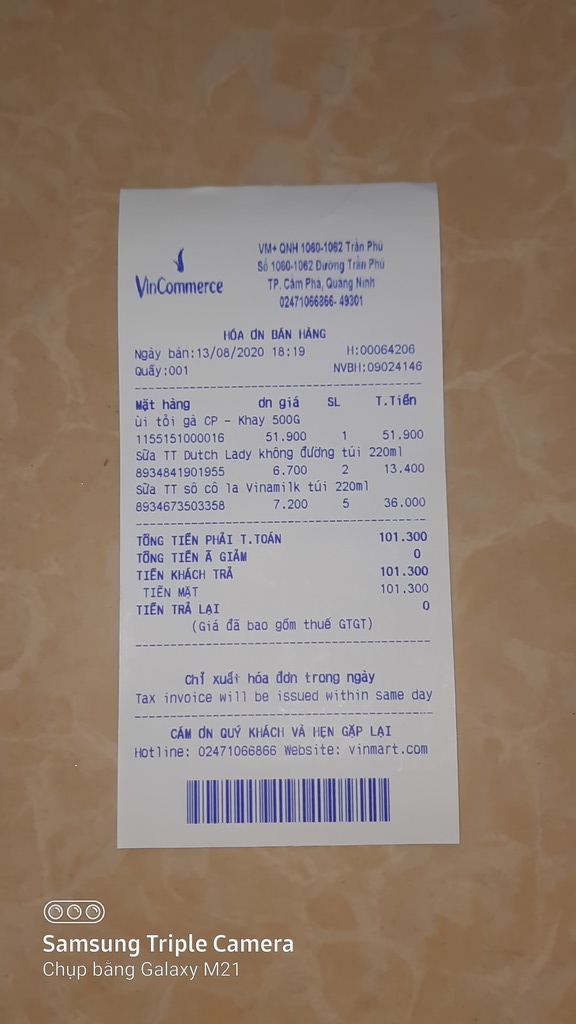 VinCommerce
VM+ QNH 1060-1062 Trần Phú
Số 1060-1062 Đường Trần Phú
TP. Cẩm Phả, Quảng Ninh
02471066866- 49301
HÓA ƠN BÁN HÀNG
Ngày bán:13/08/2020 18:19 H:00064206
Quầy:001 NVBH:09024146
Mặt hàng ơn giá SL T.Tiền
ùi tỏi gà CP - Khay 500G
1155151000016 51.900 1 51.900
Sữa TT Dutch Lady không đường túi 220ml
8934841901955 6.700 2 13.400
Sữa TT sô cô la Vinamilk túi 220ml
8934673503358 7.200 5 36.000
TỔNG TIỀN PHẢI T.TOÁN 101.300
TỔNG TIỀN Ã GIẢM 0
TIỀN KHÁCH TRẢ 101.300
TIỀN MẶT 101.300
TIỀN TRẢ LẠI 0
(Giá đã bao gồm thuế GTGT)
Chỉ xuất hóa đơn trong ngày
Tax invoice will be issued within same day
CẢM ƠN QUÝ KHÁCH VÀ HẸN GẶP LẠI
Hotline: 02471066866 Website: vinmart.com
Samsung Triple Camera
Chụp bằng Galaxy M21